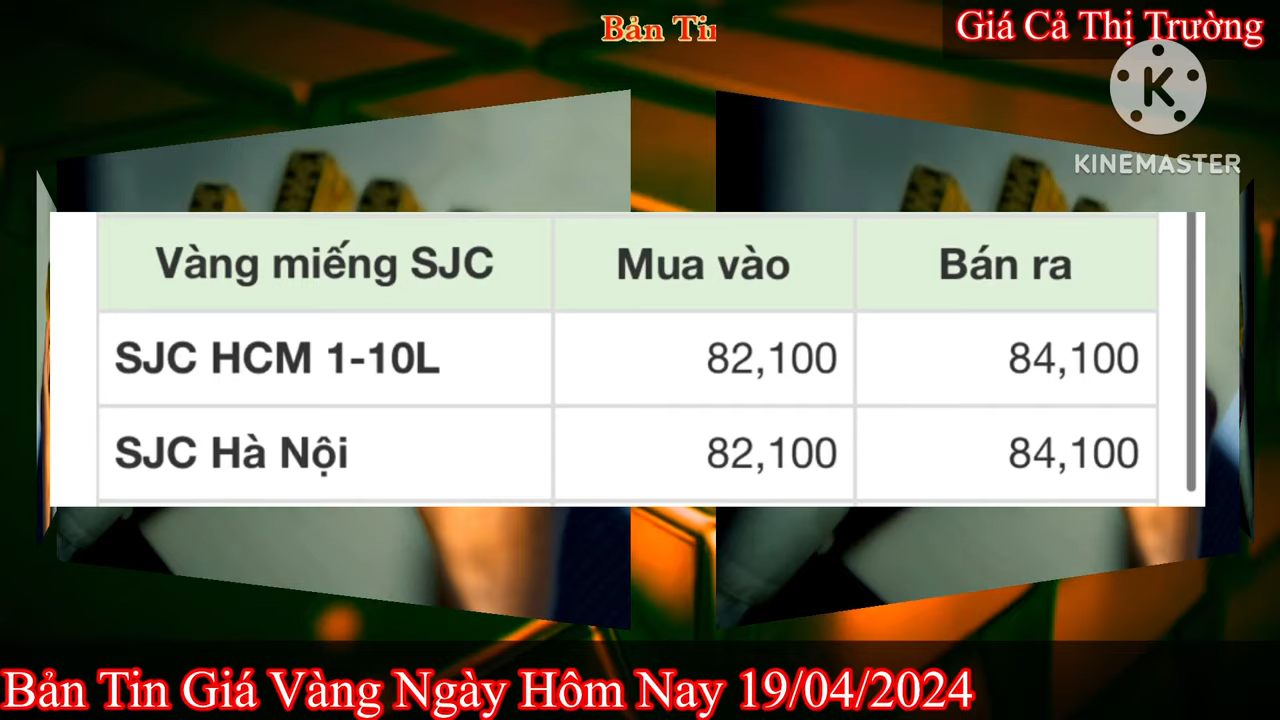 Bản Tin
Giá Cả Thị Trường
K
KINEMASTER
Vàng miếng SJC Mua vào Bán ra
SJC HCM 1-10L 82,100 84,100
SJC Hà Nội 82,100 84,100
Bản Tin Giá Vàng Ngày Hôm Nay 19/04/2024